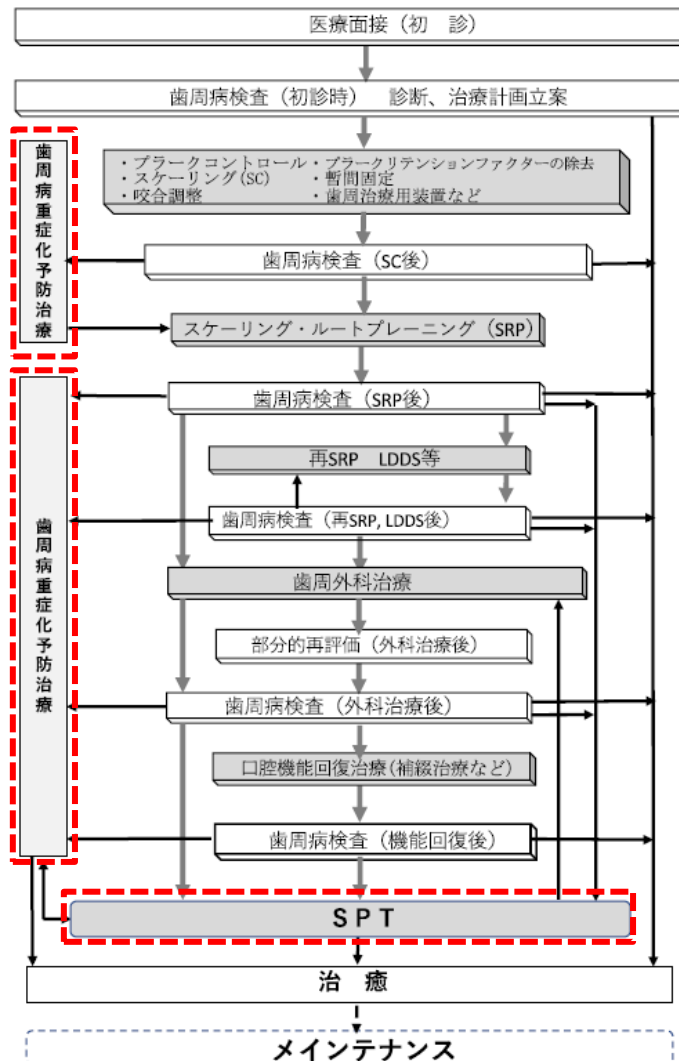 医療面接（初　診）
歯周病検査（初診時）　診断、治療計画立案
歯周病重症化予防治療
・プラークコントロール・プラークリテンションファクターの除去
・スケーリング(SC)　・暫間固定
・咬合調整　・歯周治療用装置など
歯周病検査（SC後）
スケーリング・ルートプレーニング（SRP）
歯周病重症化予防治療
歯周病検査（SRP後）
再SRP　LDDS等
歯周病検査（再SRP, LDDS後）
歯周外科治療
部分的再評価（外科治療後）
歯周病検査（外科治療後）
口腔機能回復治療(補綴治療など）
歯周病検査（機能回復後）
ＳＰＴ
治　癒
メインテナンス